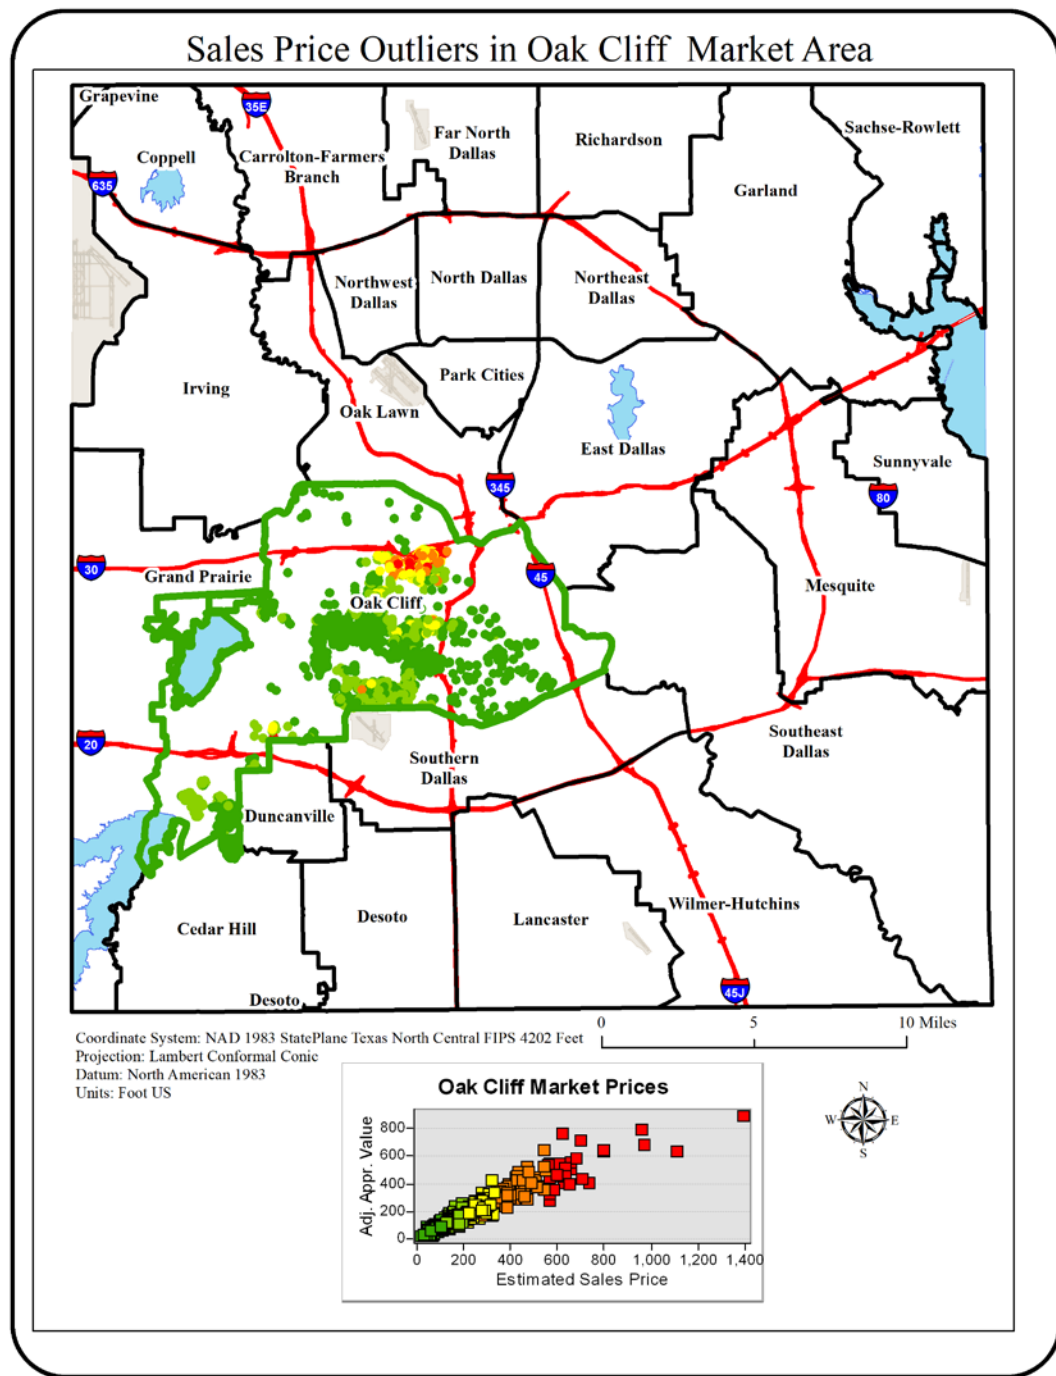 Sales Price Outliers in Oak Cliff Market Area
Grapevine
35E
Far North
Dallas
Richardson
Sachse-Rowlett
Coppell
Carrolton-Farmers
Branch
635
Garland
Northwest
Dallas
North Dallas
Northeast
Dallas
Irving
Park Cities
Oak Lawn
East Dallas
Sunnyvale
345
80
30
Grand Prairie
45
Mesquite
Oak Cliff
20
Southern
Dallas
Southeast
Dallas
Duncanville
Cedar Hill
Desoto
Lancaster
Wilmer-Hutchins
Desoto
45J
0 5 10 Miles
Coordinate System: NAD 1983 StatePlane Texas North Central FIPS 4202 Feet
Projection: Lambert Conformal Conic
Datum: North American 1983
Units: Foot US
N
W E
S
Oak Cliff Market Prices
Adj. Appr. Value
800
600
400
200
0
0 200 400 600 800 1,000 1,200 1,400
Estimated Sales Price